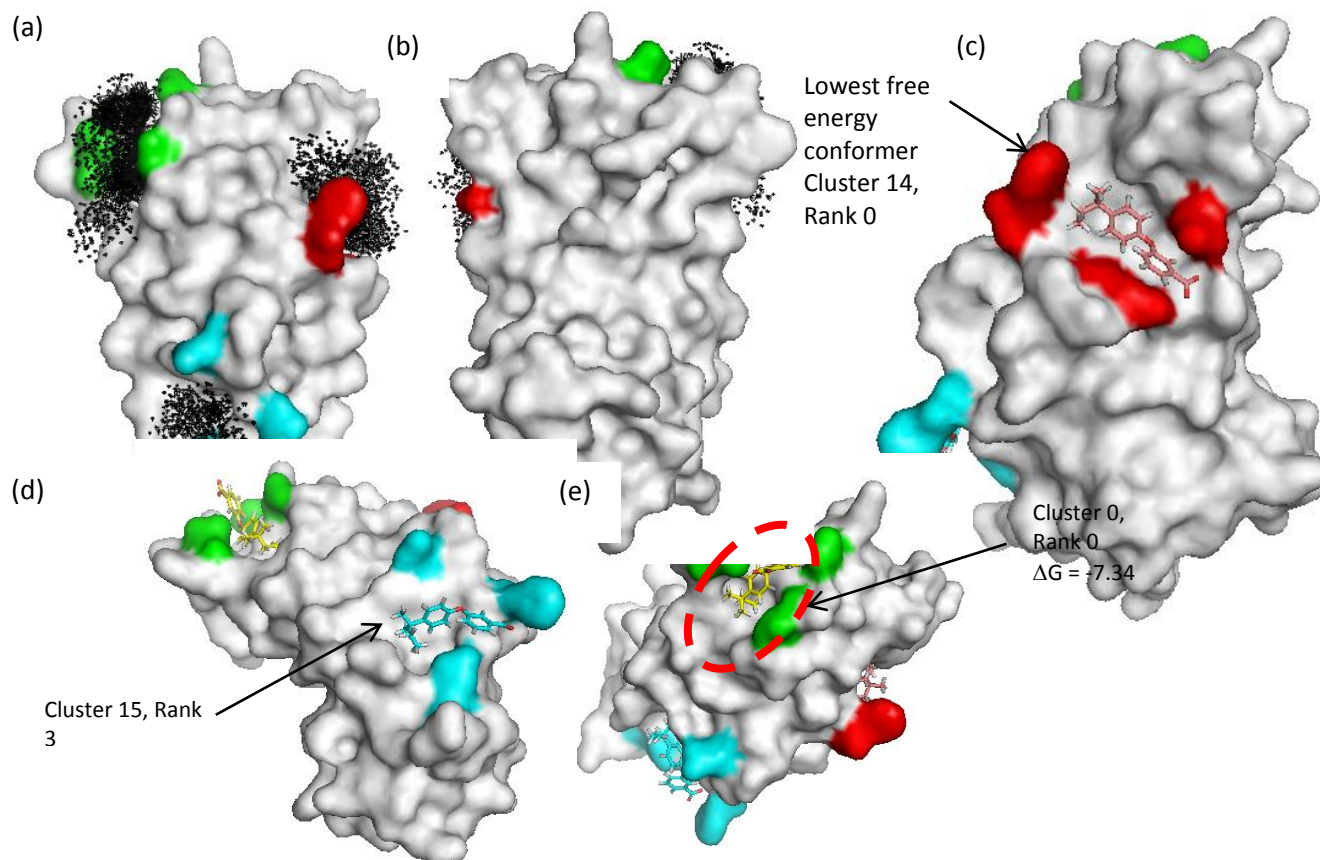 (a)
(b)
(c)
Lowest free
energy
conformer
Cluster 14,
Rank 0
(d)
(e)
Cluster 0,
Rank 0
ΔG = -7.34
Cluster 15, Rank
3